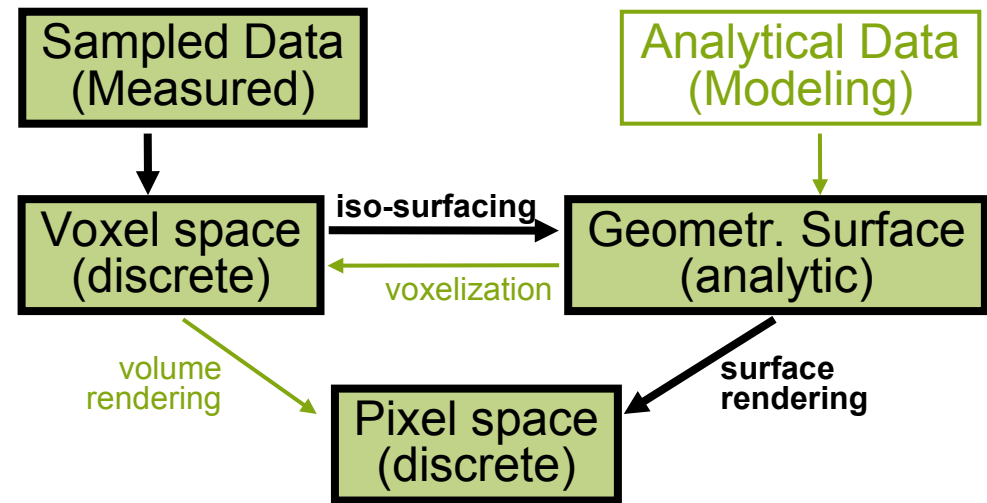 Sampled Data
(Measured)
Analytical Data
(Modeling)
iso-surfacing
Voxel space
(discrete)
Geometr. Surface
(analytic)
voxelization
volume
rendering
surface
rendering
Pixel space
(discrete)